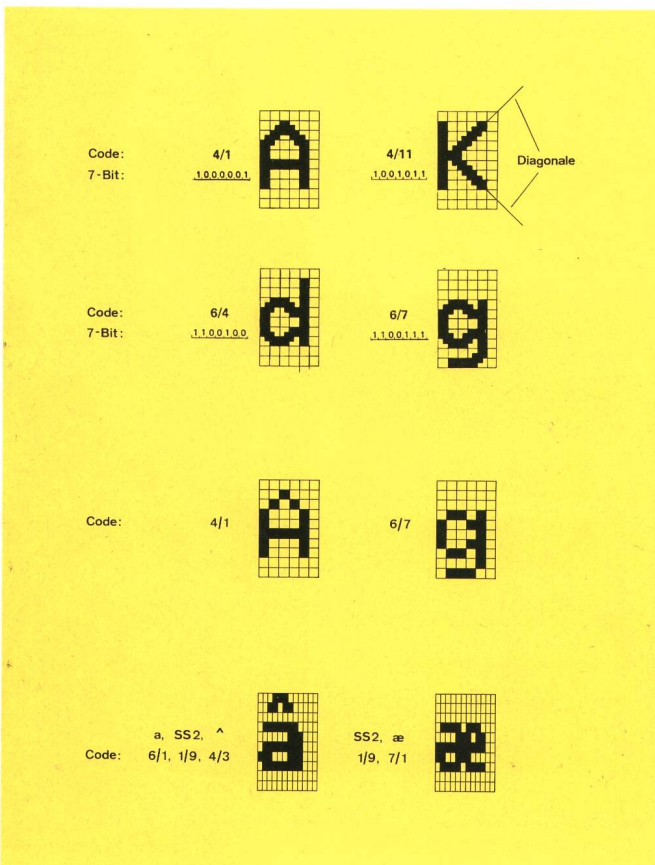 Code: 4/1 A 4/11 K
7-Bit: 1,0,0,0,0,0,1 1,0,0,1,0,1,1 Diagonale
Code: 6/4 d 6/7 g
7-Bit: 1,1,0,0,1,0,0 1,1,0,0,1,1,1
Code: 4/1 A 6/7 g
a, SS2, ^ â SS2, æ æ
Code: 6/1, 1/9, 4/3 1/9, 7/1